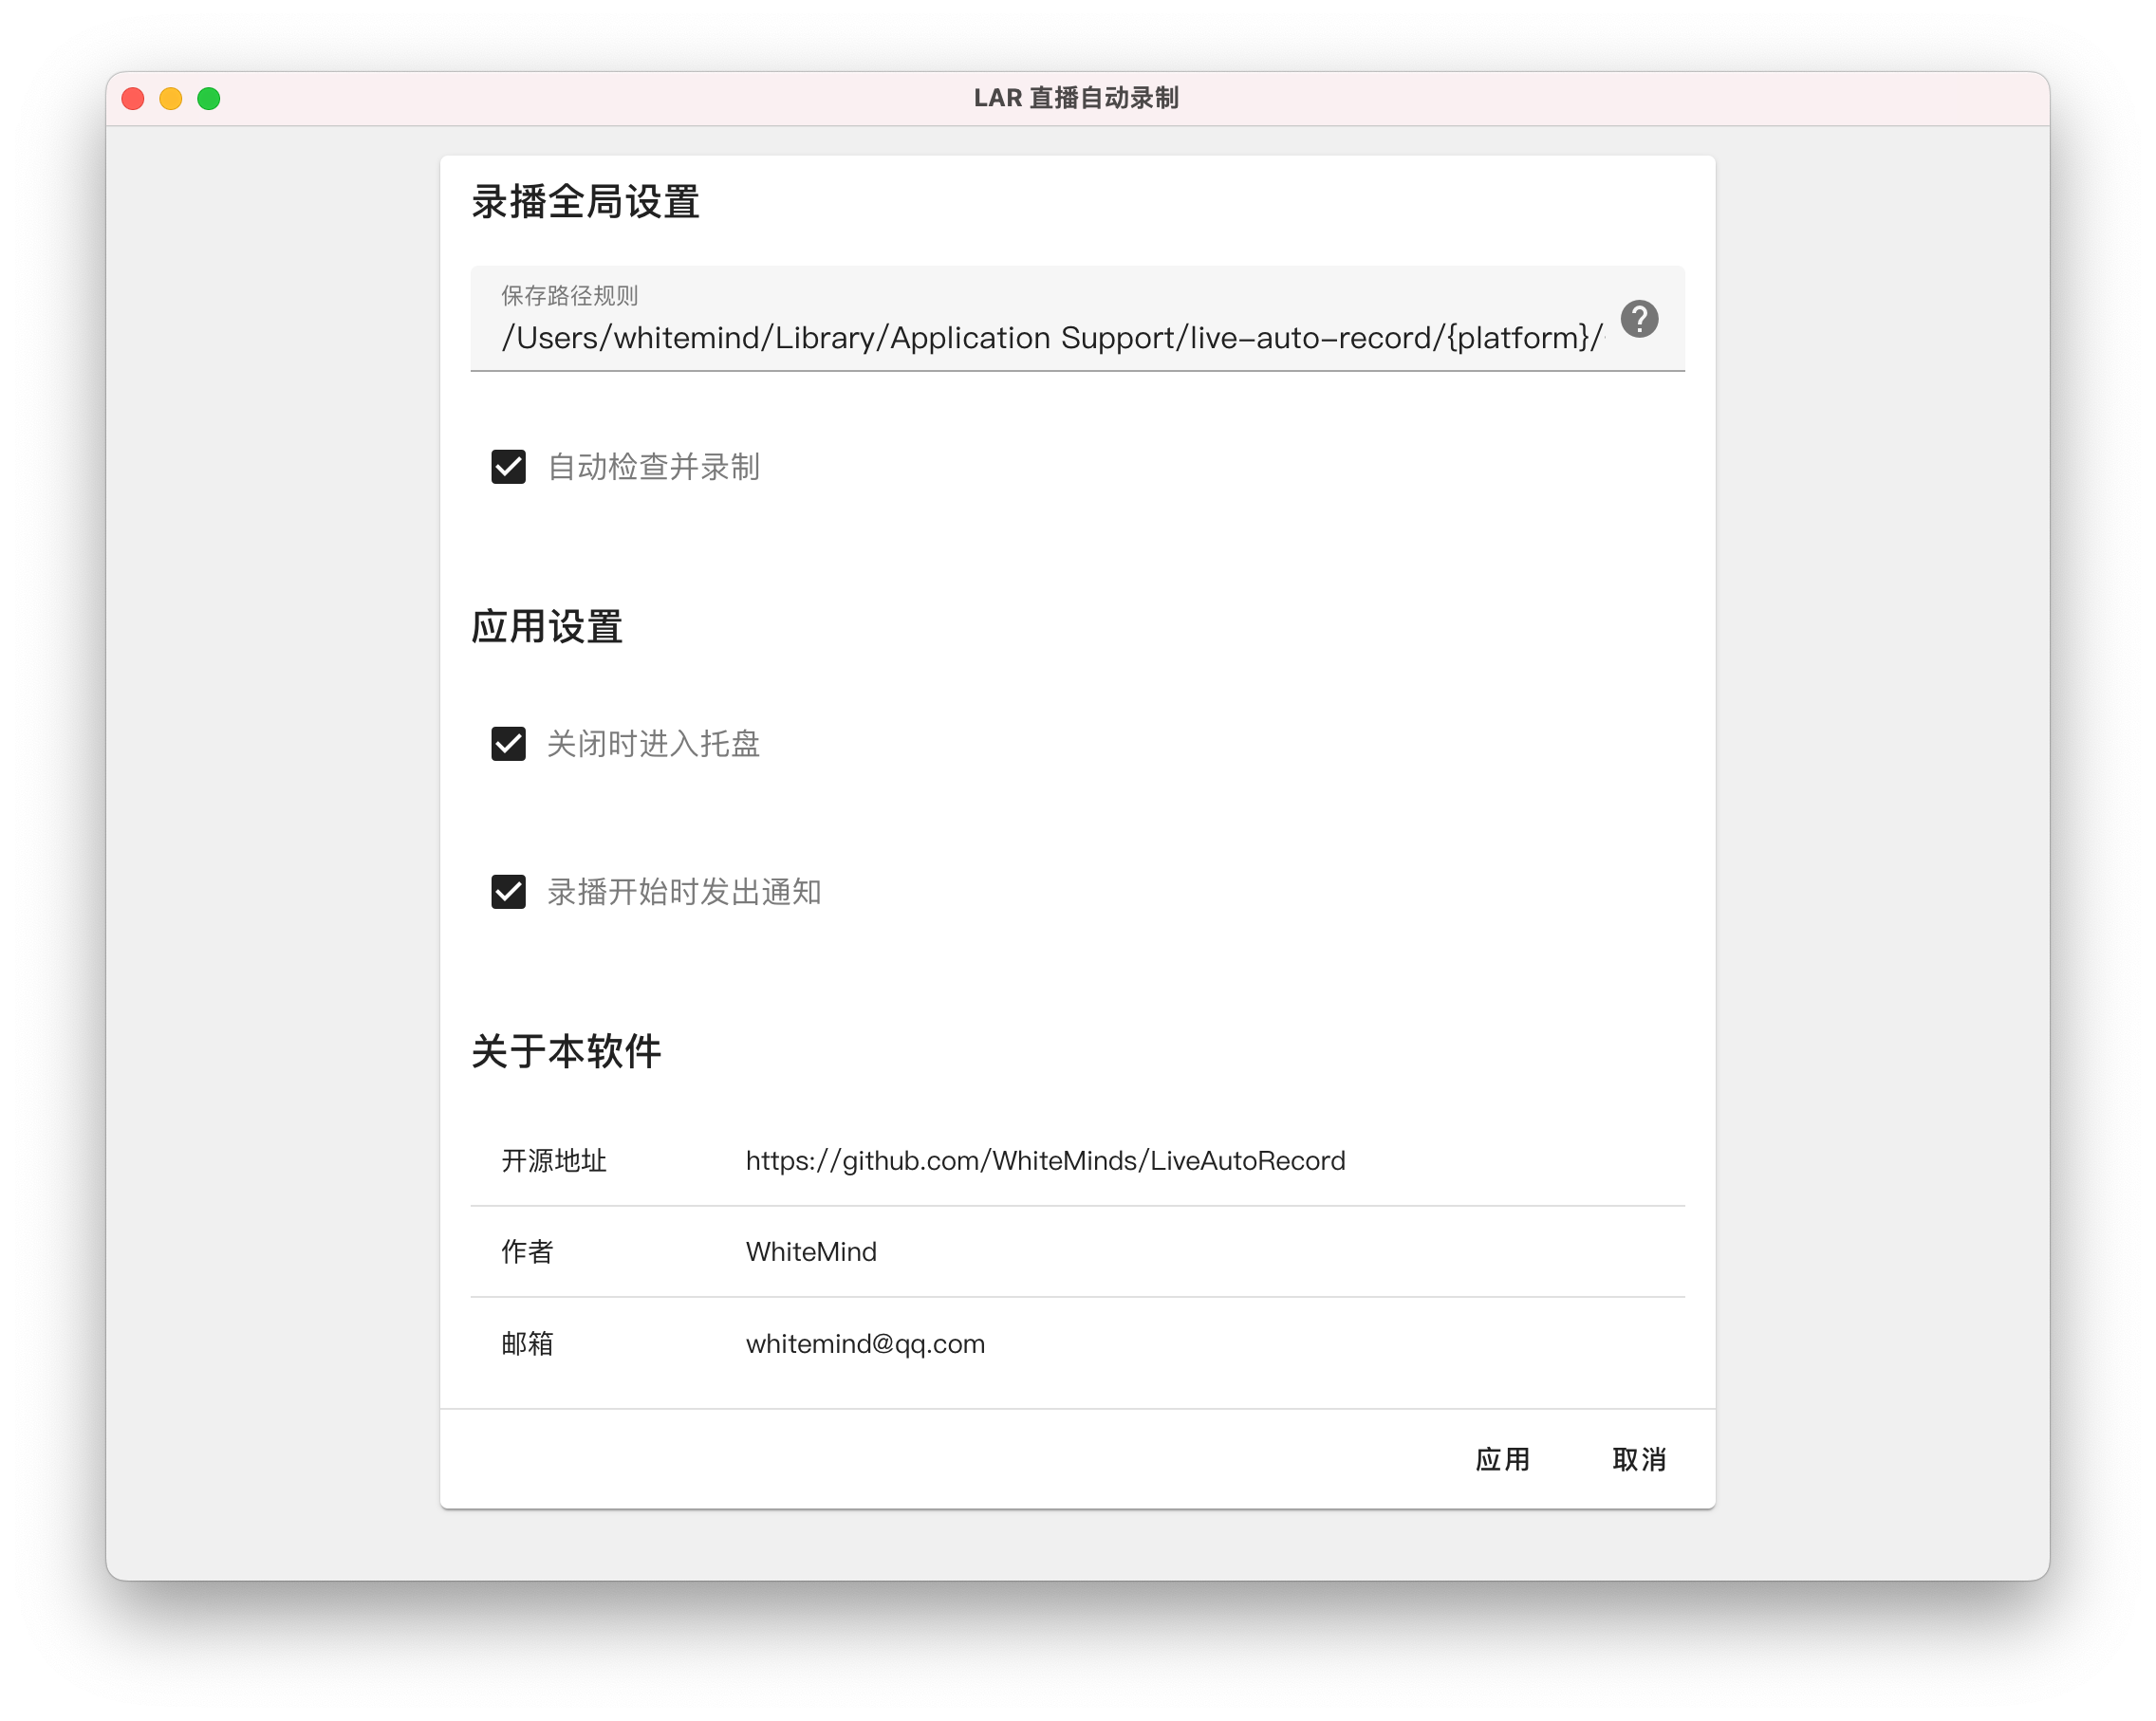 LAR 直播自动录制
录播全局设置
保存路径规则
/Users/whitemind/Library/Application Support/live-auto-record/{platform}/
自动检查并录制
应用设置
关闭时进入托盘
录播开始时发出通知
关于本软件
开源地址 https://github.com/WhiteMinds/LiveAutoRecord
作者 WhiteMind
邮箱 whitemind@qq.com
应用 取消